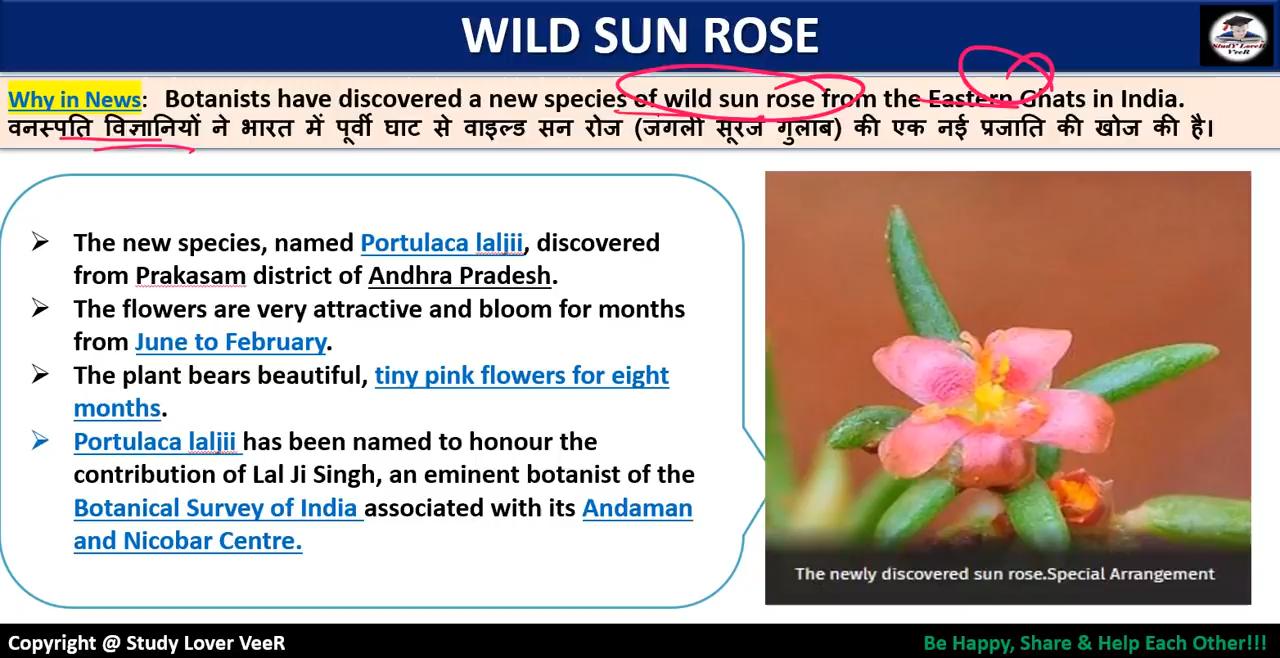 WILD SUN ROSE
StudY LoveR
VeeR
Why in News: Botanists have discovered a new species of wild sun rose from the Eastern Ghats in India.
वनस्पति विज्ञानियों ने भारत में पूर्वी घाट से वाइल्ड सन रोज (जंगली सूरज गुलाब) की एक नई प्रजाति की खोज की है।
➢ The new species, named Portulaca laljii, discovered
from Prakasam district of Andhra Pradesh.
➢ The flowers are very attractive and bloom for months
from June to February.
➢ The plant bears beautiful, tiny pink flowers for eight
months.
➢ Portulaca laljii has been named to honour the
contribution of Lal Ji Singh, an eminent botanist of the
Botanical Survey of India associated with its Andaman
and Nicobar Centre.
The newly discovered sun rose.Special Arrangement
Copyright @ Study Lover VeeR
Be Happy, Share & Help Each Other!!!